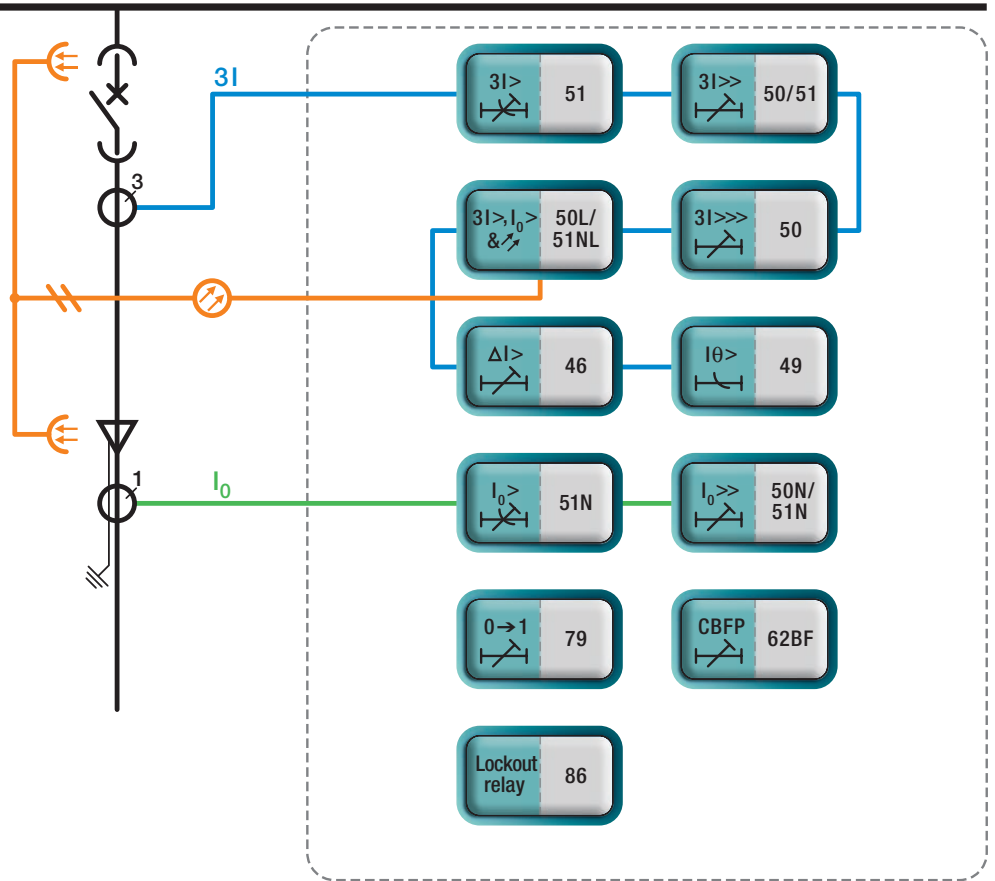 3I
3I>
51
3I>>
50/51
3
3I>,I₀>
&
50L/
51NL
3I>>>
50
ΔI>
46
Iθ>
49
1
I₀
I₀>
51N
I₀>>
50N/
51N
0→1
79
CBFP
62BF
Lockout
relay
86